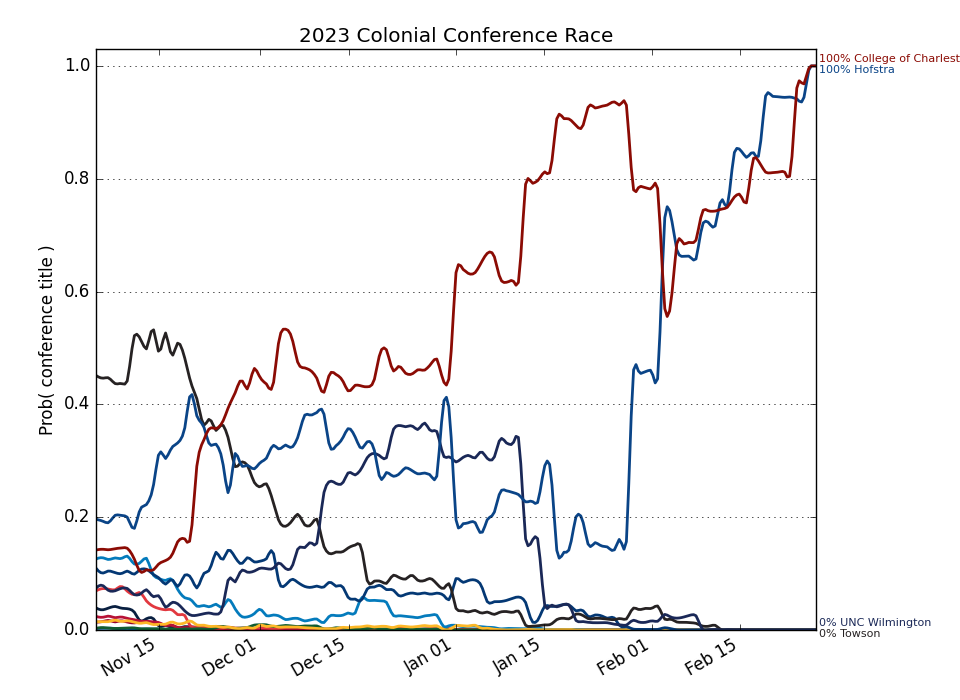 2023 Colonial Conference Race
Prob( conference title )
1.0
0.8
0.6
0.4
0.2
0.0
Nov 15
Dec 01
Dec 15
Jan 01
Jan 15
Feb 01
Feb 15
100% College of Charlest
100% Hofstra
0% UNC Wilmington
0% Towson